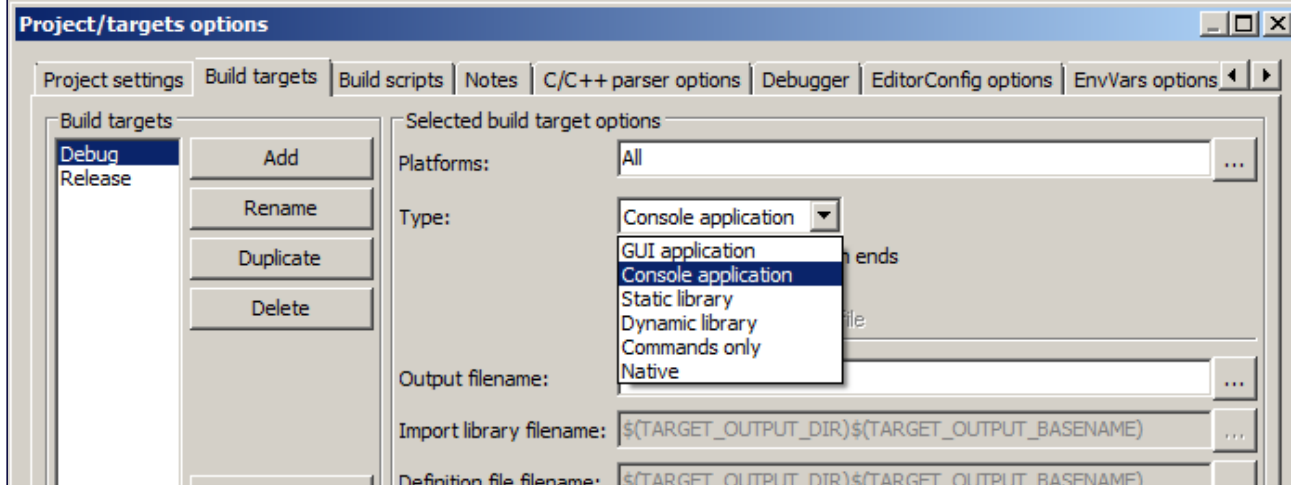 Project/targets options
Project settings Build targets Build scripts Notes C/C++ parser options Debugger EditorConfig options EnvVars options
Build targets
Debug
Release
Add
Rename
Duplicate
Delete
Selected build target options
Platforms: All ...
Type: Console application
GUI application
Console application
Static library
Dynamic library
Commands only
Native
ends
file
Output filename: ...
Import library filename: $(TARGET_OUTPUT_DIR)$(TARGET_OUTPUT_BASENAME) ...
Definition file filename: $(TARGET_OUTPUT_DIR)$(TARGET_OUTPUT_BASENAME)